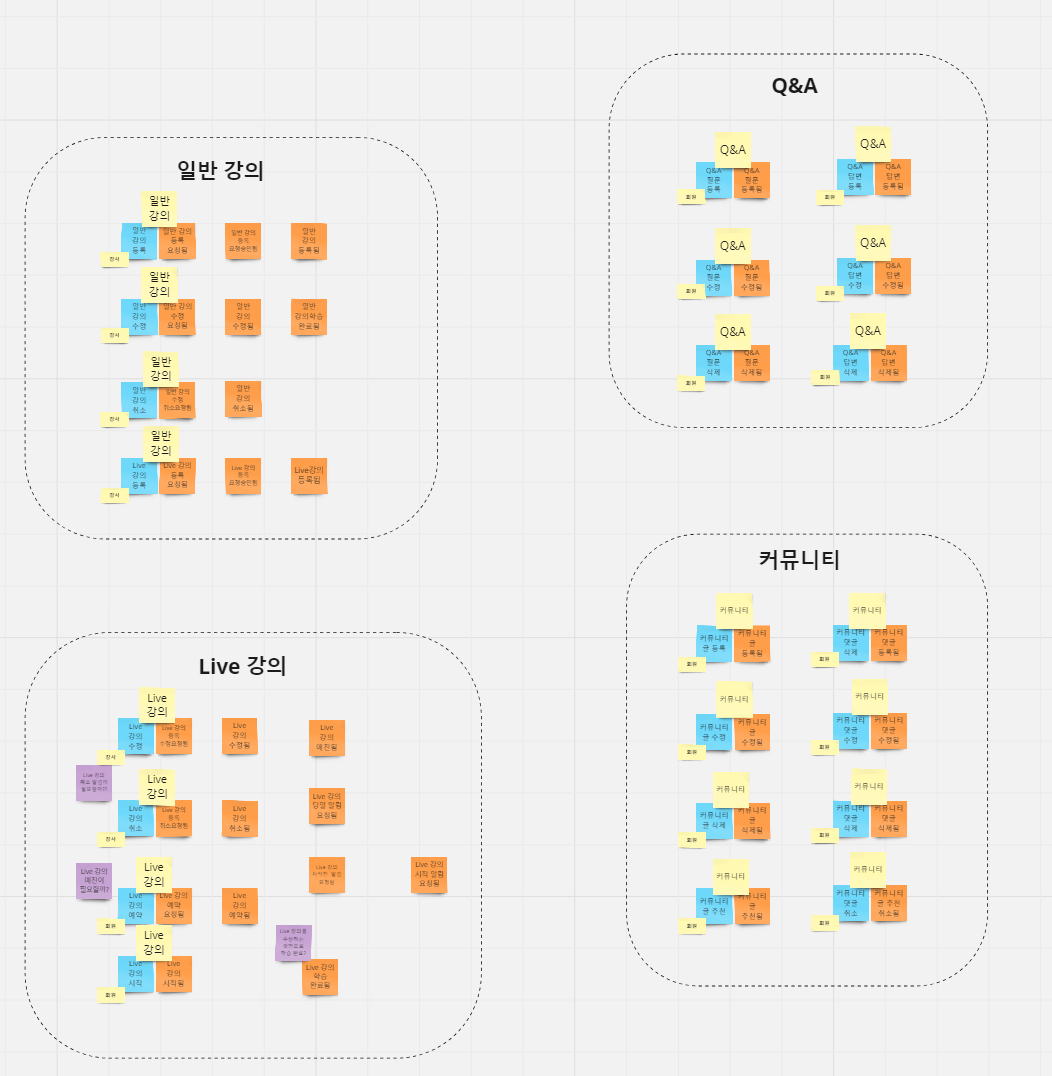 일반 강의
일반
강의
일반
강의
등록
일반 강의
등록
요청됨
강사
일반 강의
등록
요청승인됨
일반
강의
등록됨
일반
강의
일반
강의
수정
일반 강의
수정
요청됨
강사
일반
강의
수정됨
일반
강의학습
완료됨
일반
강의
일반
강의
취소
일반 강의
수정
취소요청됨
강사
일반
강의
취소됨
일반
강의
Live
강의
등록
Live 강의
등록
요청됨
강사
Live 강의
등록
요청승인됨
Live강의
등록됨
Live 강의
Live
강의
Live
강의
수정
Live 강의
등록
수정요청됨
강사
Live
강의
수정됨
Live
강의
매진됨
Live 강의
Live
강의
Live
강의
취소
Live 강의
등록
취소요청됨
강사
Live
강의
취소됨
Live 강의
당일 알림
요청됨
Live 강의
매진이
필요할까?
Live
강의
Live
강의
예약
Live 강의
예약
요청됨
회원
Live
강의
예약됨
Live 강의
요청됨
Live 강의
시작 알림
요청됨
Live
강의
Live
강의
시작
Live
강의
시작됨
회원
Live 강의를
학습 완료?
Live 강의
학습
완료됨
Q&A
Q&A
Q&A
질문
등록
Q&A
질문
등록됨
회원
Q&A
Q&A
답변
등록
Q&A
답변
등록됨
회원
Q&A
Q&A
질문
수정
Q&A
질문
수정됨
회원
Q&A
Q&A
답변
수정
Q&A
답변
수정됨
회원
Q&A
Q&A
질문
삭제
Q&A
질문
삭제됨
회원
Q&A
Q&A
답변
삭제
Q&A
답변
삭제됨
회원
커뮤니티
커뮤니티
커뮤니티
글 등록
커뮤니티
글
등록됨
회원
커뮤니티
커뮤니티
댓글
삭제
커뮤니티
댓글
등록됨
회원
커뮤니티
커뮤니티
글 수정
커뮤니티
글
수정됨
회원
커뮤니티
커뮤니티
댓글
수정
커뮤니티
댓글
수정됨
회원
커뮤니티
커뮤니티
글 삭제
커뮤니티
글
삭제됨
회원
커뮤니티
커뮤니티
댓글
삭제
커뮤니티
댓글
삭제됨
회원
커뮤니티
커뮤니티
글 추천
커뮤니티
글
추천됨
회원
커뮤니티
커뮤니티
댓글
취소
커뮤니티
글 추천
취소됨
회원